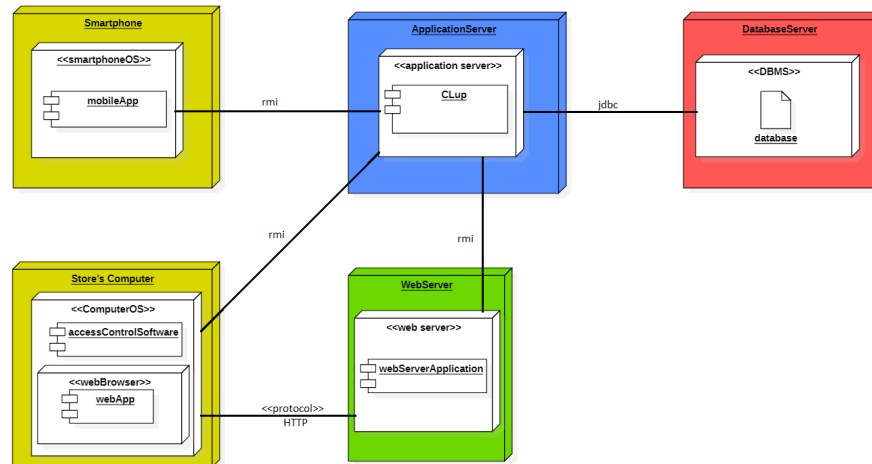 Smartphone
<<smartphoneOS>>
mobileApp
rmi
ApplicationServer
<<application server>>
CLup
jdbc
DatabaseServer
<<DBMS>>
database
rmi
rmi
Store's Computer
<<ComputerOS>>
accessControlSoftware
<<webBrowser>>
webApp
<<protocol>>
HTTP
WebServer
<<web server>>
webServerApplication